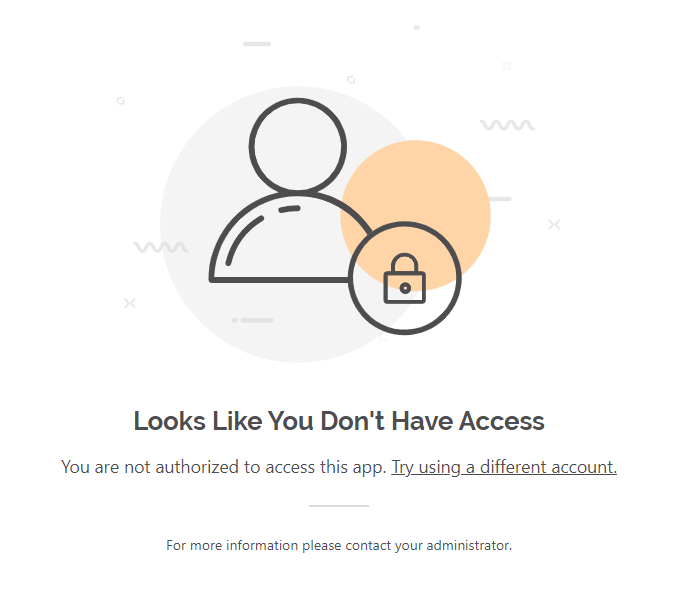 Looks Like You Don't Have Access
You are not authorized to access this app. Try using a different account.
For more information please contact your administrator.